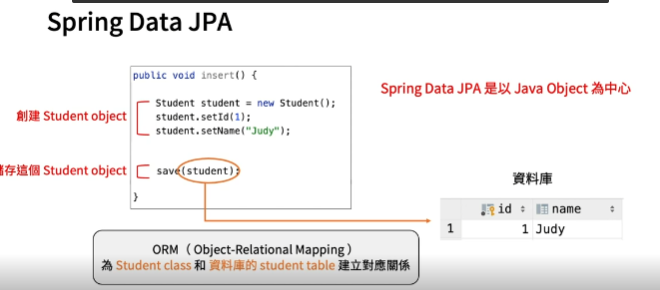 Spring Data JPA
public void insert() {
Student student = new Student();
student.setId(1);
student.setName("Judy");
save(student);
}
創建 Student object
存這個 Student object
Spring Data JPA 是以 Java Object 為中心
資料庫
id name
1 1 Judy
ORM（ Object-Relational Mapping ）
為 Student class 和 資料庫的 student table 建立對應關係